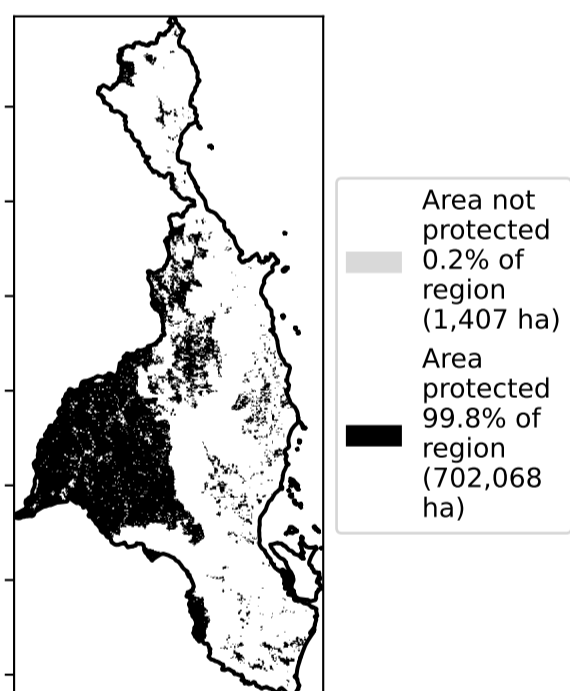 Area not
protected
0.2% of
region
(1,407 ha)
Area
protected
99.8% of
region
(702,068
ha)